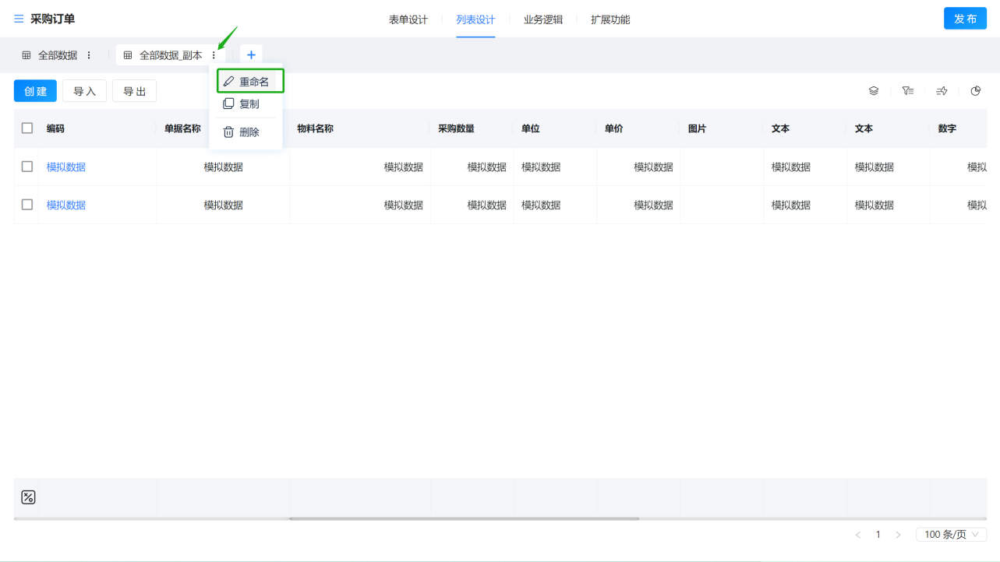 采购订单 表单设计 列表设计 业务逻辑 扩展功能 发布
全部数据 全部数据_副本
重命名
复制
删除
创建 导入 导出
编码 单据名称 物料名称 采购数量 单位 单价 图片 文本 文本 数字
模拟数据 模拟数据 模拟数据 模拟数据 模拟数据 模拟数据 模拟数据 模拟数据 模拟
模拟数据 模拟数据 模拟数据 模拟数据 模拟数据 模拟数据 模拟数据 模拟数据 模拟
1 100 条/页